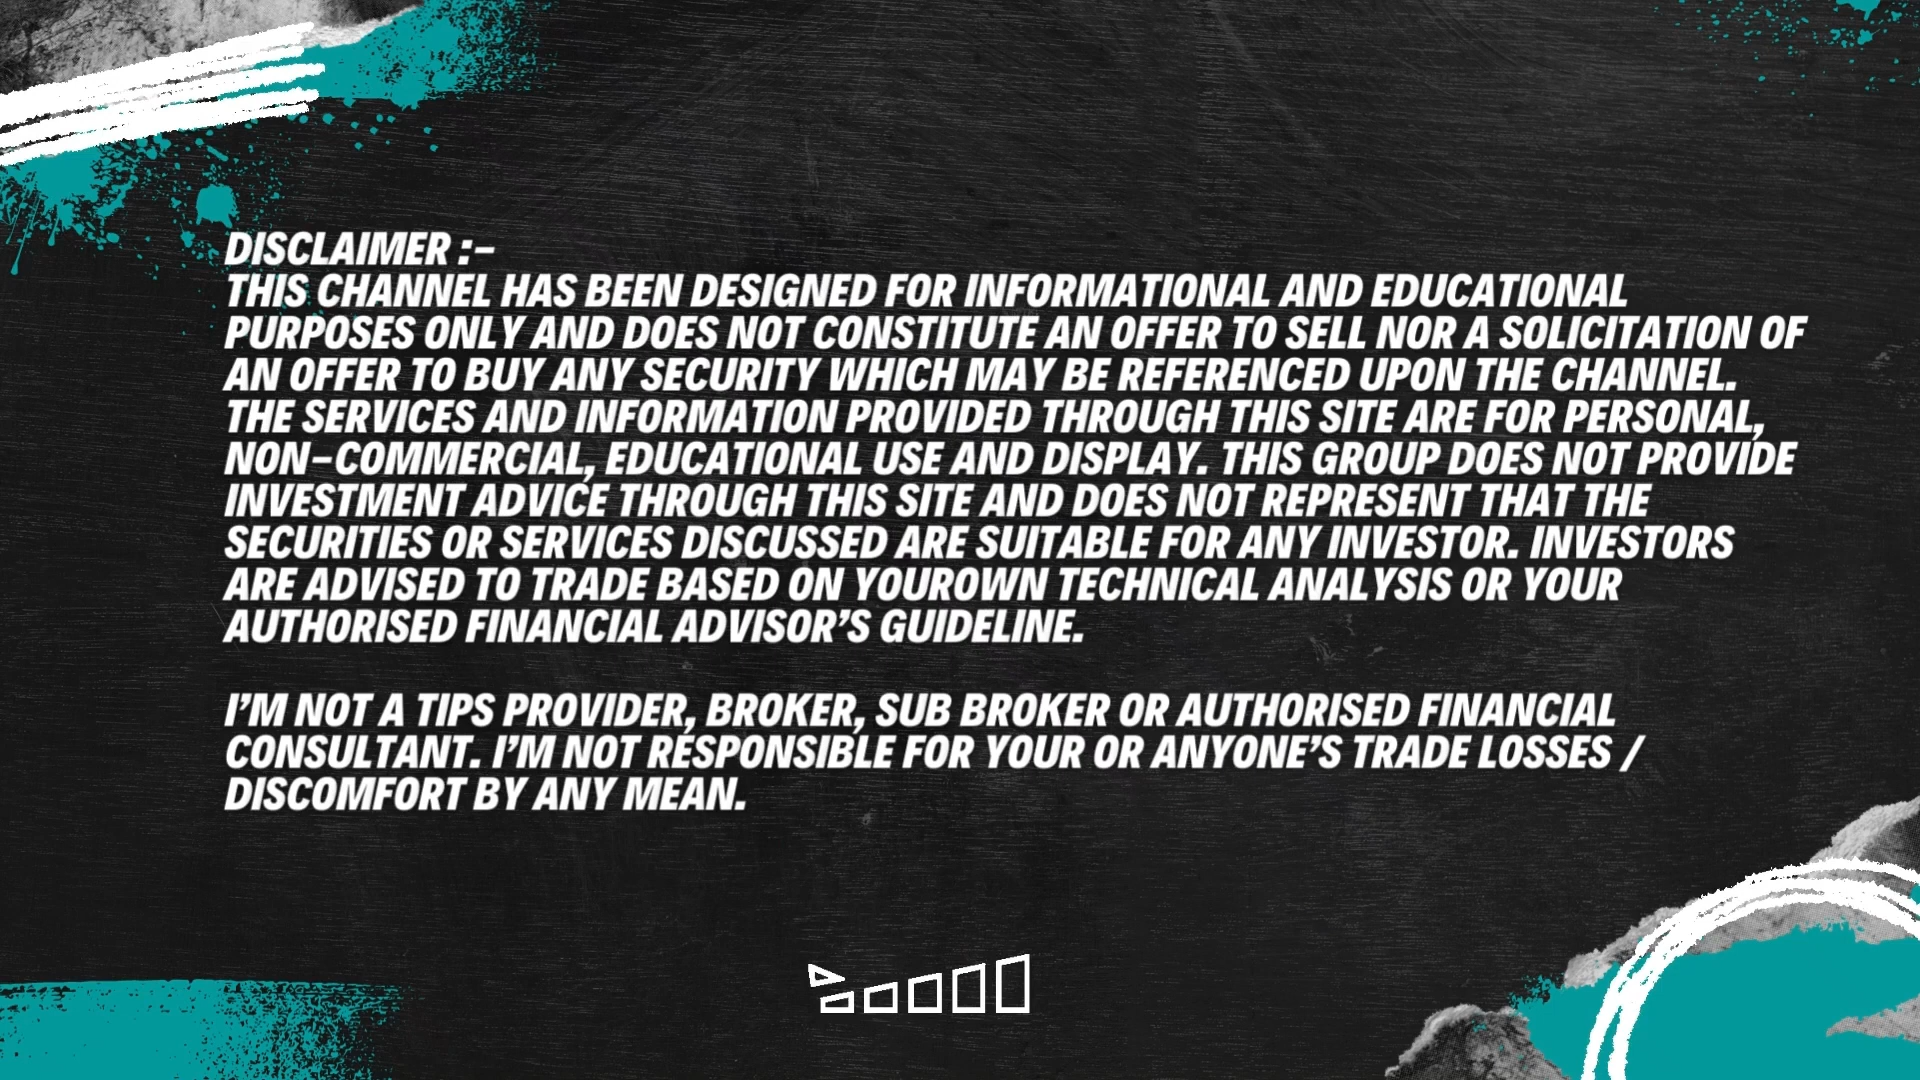 DISCLAIMER :-
THIS CHANNEL HAS BEEN DESIGNED FOR INFORMATIONAL AND EDUCATIONAL
PURPOSES ONLY AND DOES NOT CONSTITUTE AN OFFER TO SELL NOR A SOLICITATION OF
AN OFFER TO BUY ANY SECURITY WHICH MAY BE REFERENCED UPON THE CHANNEL.
THE SERVICES AND INFORMATION PROVIDED THROUGH THIS SITE ARE FOR PERSONAL,
NON-COMMERCIAL, EDUCATIONAL USE AND DISPLAY. THIS GROUP DOES NOT PROVIDE
INVESTMENT ADVICE THROUGH THIS SITE AND DOES NOT REPRESENT THAT THE
SECURITIES OR SERVICES DISCUSSED ARE SUITABLE FOR ANY INVESTOR. INVESTORS
ARE ADVISED TO TRADE BASED ON YOUROWN TECHNICAL ANALYSIS OR YOUR
AUTHORISED FINANCIAL ADVISOR'S GUIDELINE.
I'M NOT A TIPS PROVIDER, BROKER, SUB BROKER OR AUTHORISED FINANCIAL
CONSULTANT. I'M NOT RESPONSIBLE FOR YOUR OR ANYONE'S TRADE LOSSES /
DISCOMFORT BY ANY MEAN.